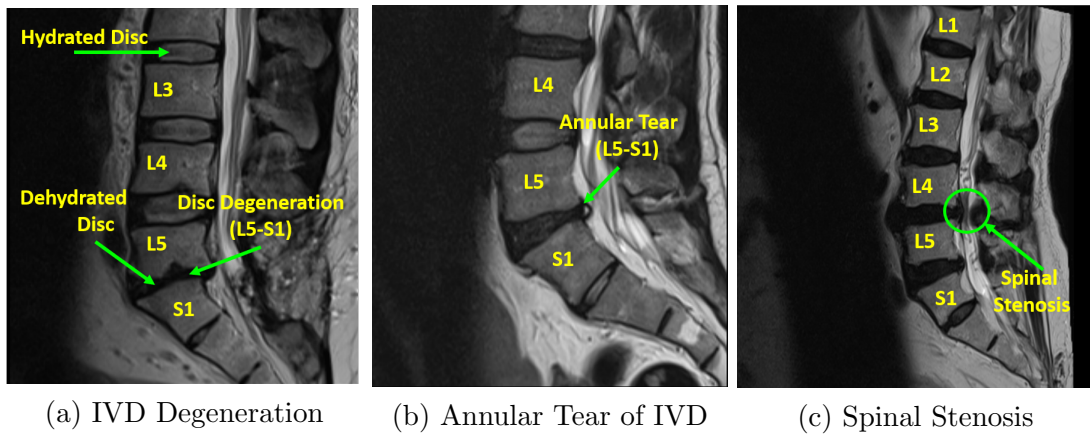 Hydrated Disc
L3
L4
Dehydrated
Disc
Disc Degeneration
(L5-S1)
L5
S1
L4
Annular Tear
(L5-S1)
L5
S1
L1
L2
L3
L4
L5
S1
Spinal
Stenosis
(a) IVD Degeneration
(b) Annular Tear of IVD
(c) Spinal Stenosis